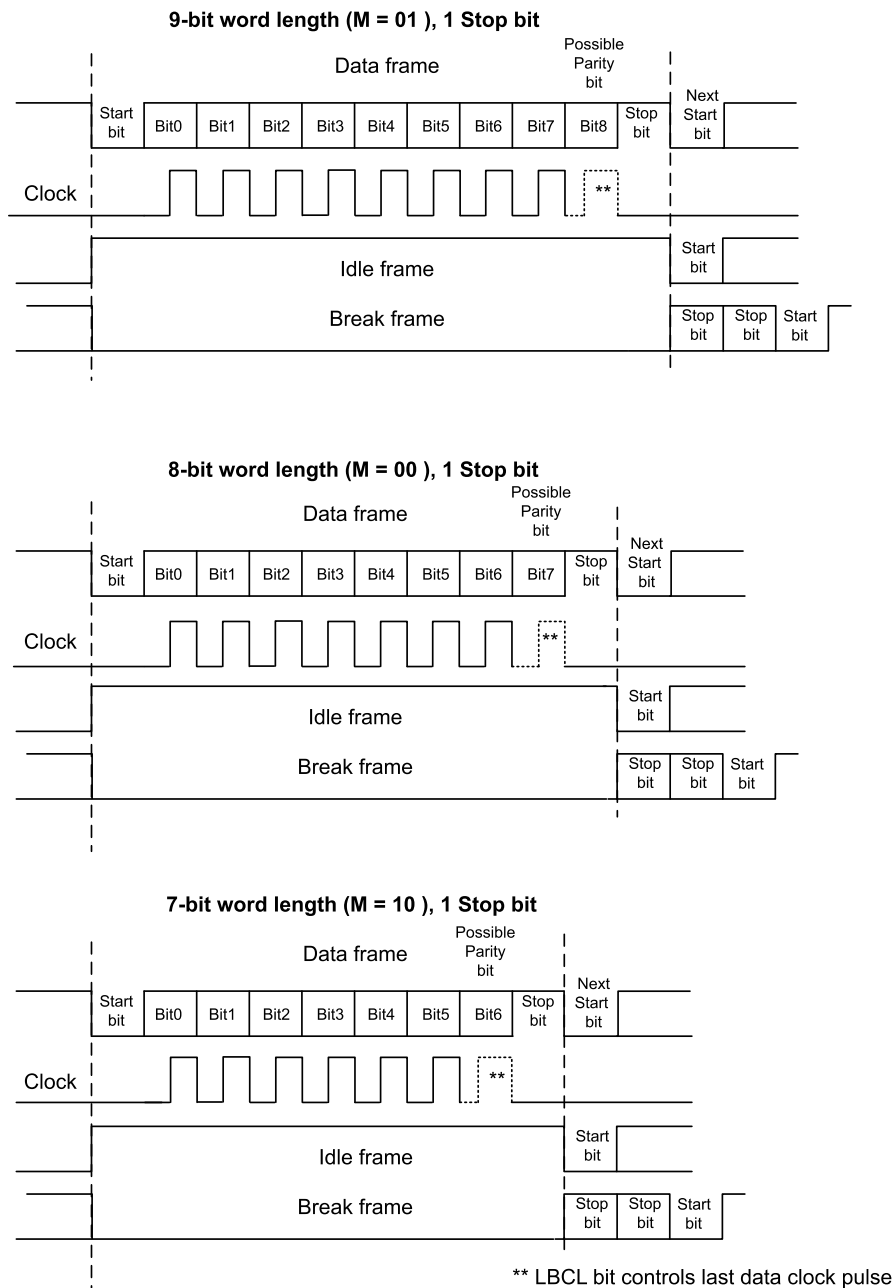 9-bit word length (M = 01 ), 1 Stop bit
Possible
Parity
bit
Data frame
Start
bit
Bit0
Bit1
Bit2
Bit3
Bit4
Bit5
Bit6
Bit7
Bit8
Stop
bit
Next
Start
bit
Clock
**
Idle frame
Start
bit
Break frame
Stop
bit
Stop
bit
Start
bit
8-bit word length (M = 00 ), 1 Stop bit
Possible
Parity
bit
Data frame
Start
bit
Bit0
Bit1
Bit2
Bit3
Bit4
Bit5
Bit6
Bit7
Stop
bit
Next
Start
bit
Clock
**
Idle frame
Start
bit
Break frame
Stop
bit
Stop
bit
Start
bit
7-bit word length (M = 10 ), 1 Stop bit
Possible
Parity
bit
Data frame
Start
bit
Bit0
Bit1
Bit2
Bit3
Bit4
Bit5
Bit6
Stop
bit
Next
Start
bit
Clock
**
Idle frame
Start
bit
Break frame
Stop
bit
Stop
bit
Start
bit
** LBCL bit controls last data clock pulse